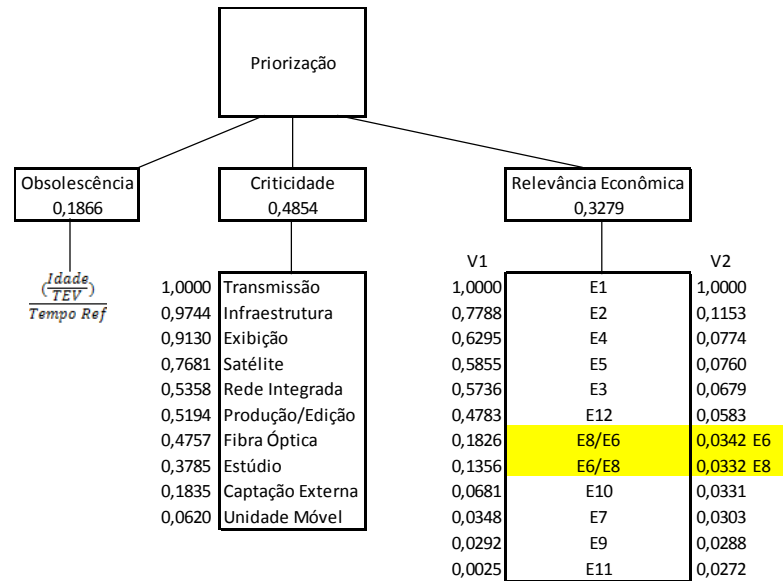 Priorização
Obsolescência
0,1866
Criticidade
0,4854
Relevância Econômica
0,3279
(Idade/TEV)
Tempo Ref
1,0000 Transmissão
0,9744 Infraestrutura
0,9130 Exibição
0,7681 Satélite
0,5358 Rede Integrada
0,5194 Produção/Edição
0,4757 Fibra Óptica
0,3785 Estúdio
0,1835 Captação Externa
0,0620 Unidade Móvel
V1 V2
1,0000 E1 1,0000
0,7788 E2 0,1153
0,6295 E4 0,0774
0,5855 E5 0,0760
0,5736 E3 0,0679
0,4783 E12 0,0583
0,1826 E8/E6 0,0342 E6
0,1356 E6/E8 0,0332 E8
0,0681 E10 0,0331
0,0348 E7 0,0303
0,0292 E9 0,0288
0,0025 E11 0,0272